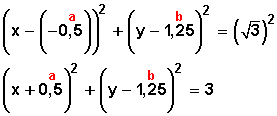 a b
(x − (−0,5))² + (y − 1,25)² = (√3)²
a b
(x + 0,5)² + (y − 1,25)² = 3